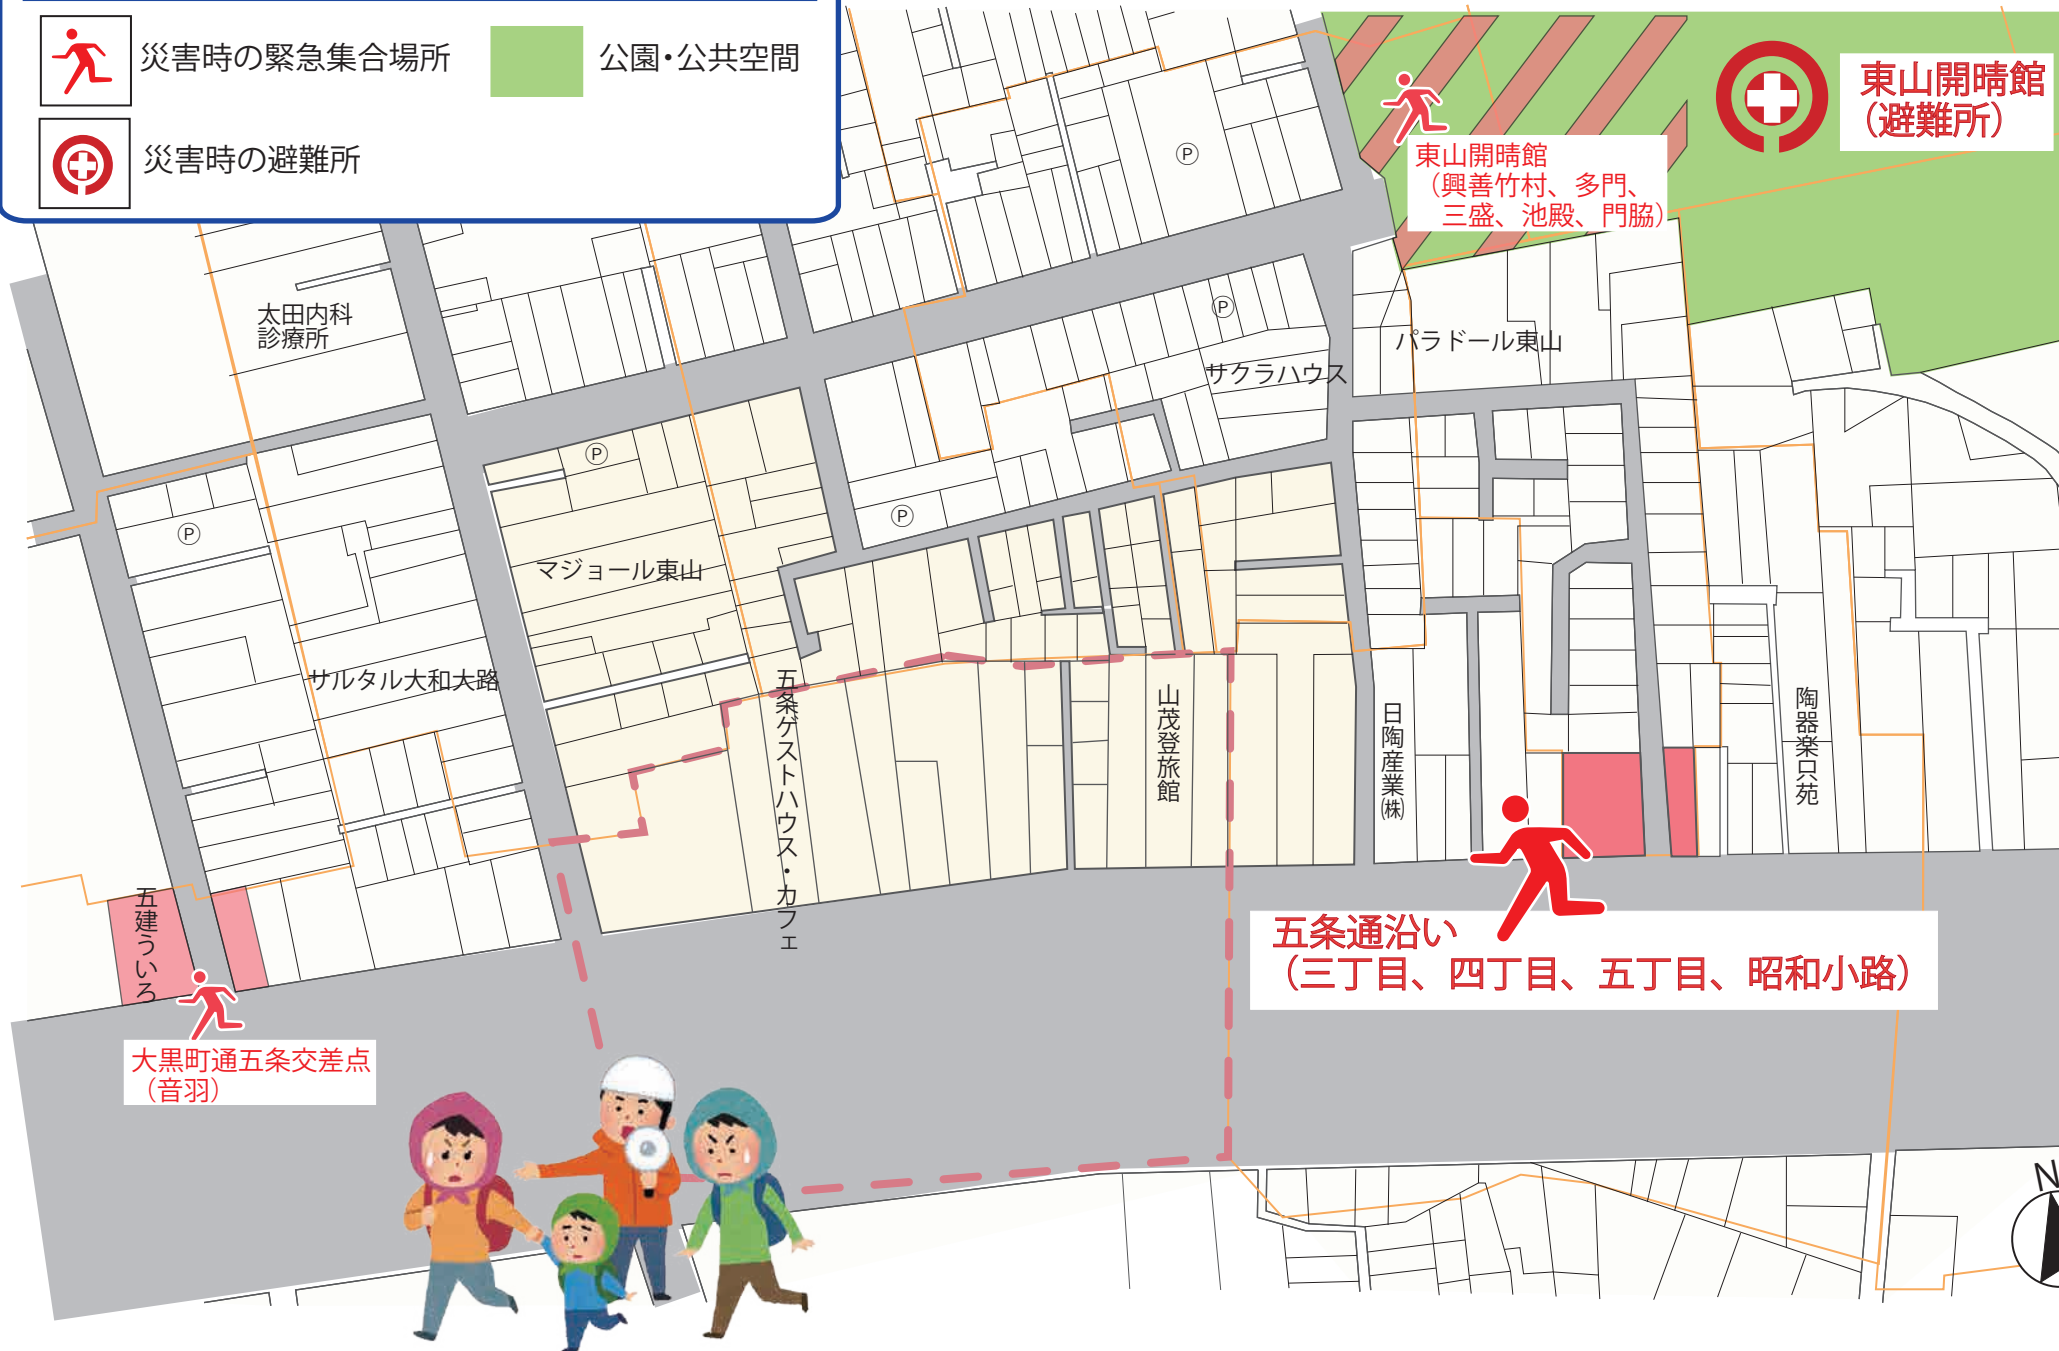 災害時の緊急集合場所
公園・公共空間
災害時の避難所
東山開晴館
（避難所）
東山開晴館
（興善竹村、多門、
三盛、池殿、門脇）
P
P
太田内科
診療所
パラドール東山
サクラハウス
P
P
P
マジョール東山
サルタル大和大路
五条ゲストハウス・カフェ
山茂登旅館
日陶産業㈱
陶器楽只苑
五建ういろ
五条通沿い
（三丁目、四丁目、五丁目、昭和小路）
大黒町通五条交差点
（音羽）
N